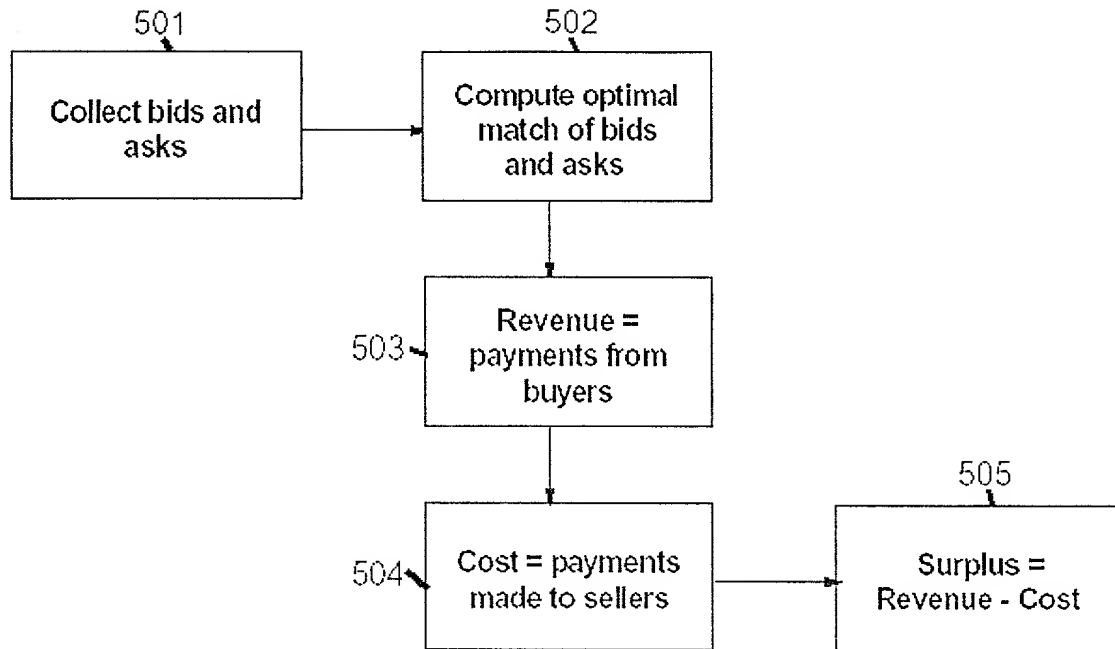 501
Collect bids and
asks
502
Compute optimal
match of bids
and asks
503
Revenue =
payments from
buyers
504
Cost = payments
made to sellers
505
Surplus =
Revenue - Cost